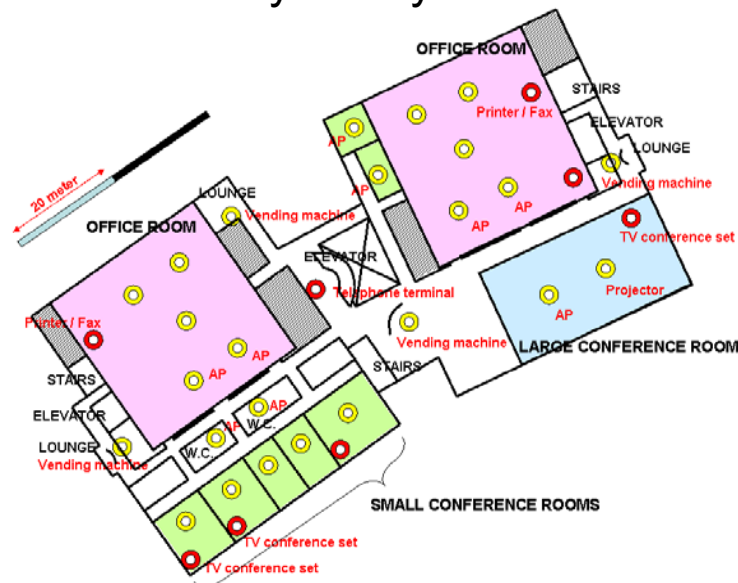 OFFICE ROOM
STAIRS
Printer / Fax
ELEVATOR
AP
LOUNGE
AP
Vending machine
20 meter
LOUNGE
Vending machine
AP
AP
OFFICE ROOM
TV conference set
ELEVATOR
Telephone terminal
Projector
AP
Printer / Fax
Vending machine
LARGE CONFERENCE ROOM
AP
STAIRS
AP
STAIRS
ELEVATOR
AP
W.C.
AP
LOUNGE
W.C.
Vending machine
SMALL CONFERENCE ROOMS
TV conference set
TV conference set